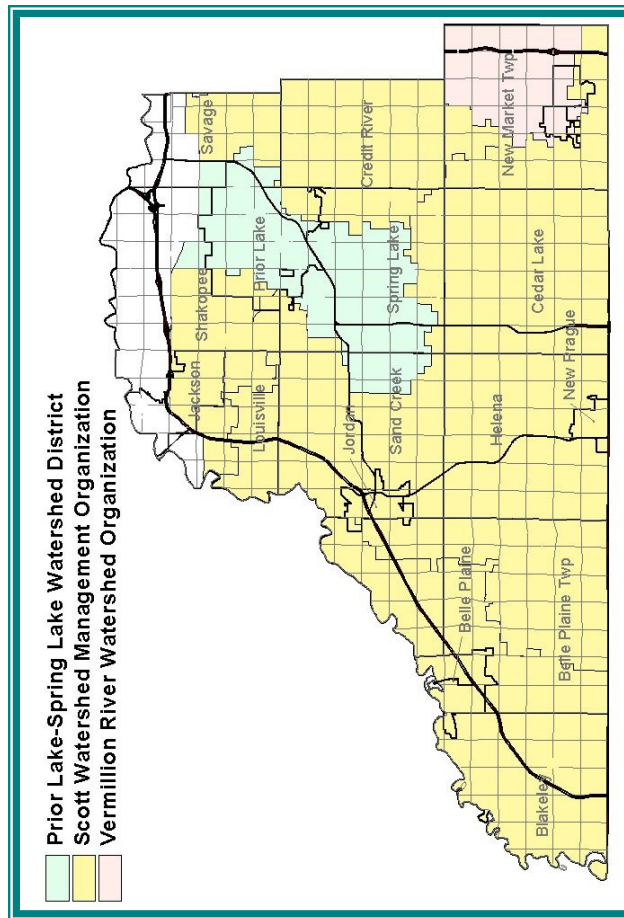 Prior Lake-Spring Lake Watershed District
Scott Watershed Management Organization
Vermillion River Watershed Organization
Savage
Shakopee
Prior Lake
Jackson
Louisville
Credit River
Spring Lake
Jordan
Sand Creek
New Market Twp
Cedar Lake
Helena
New Prague
Belle Plaine
Belle Plaine Twp
Blakeley